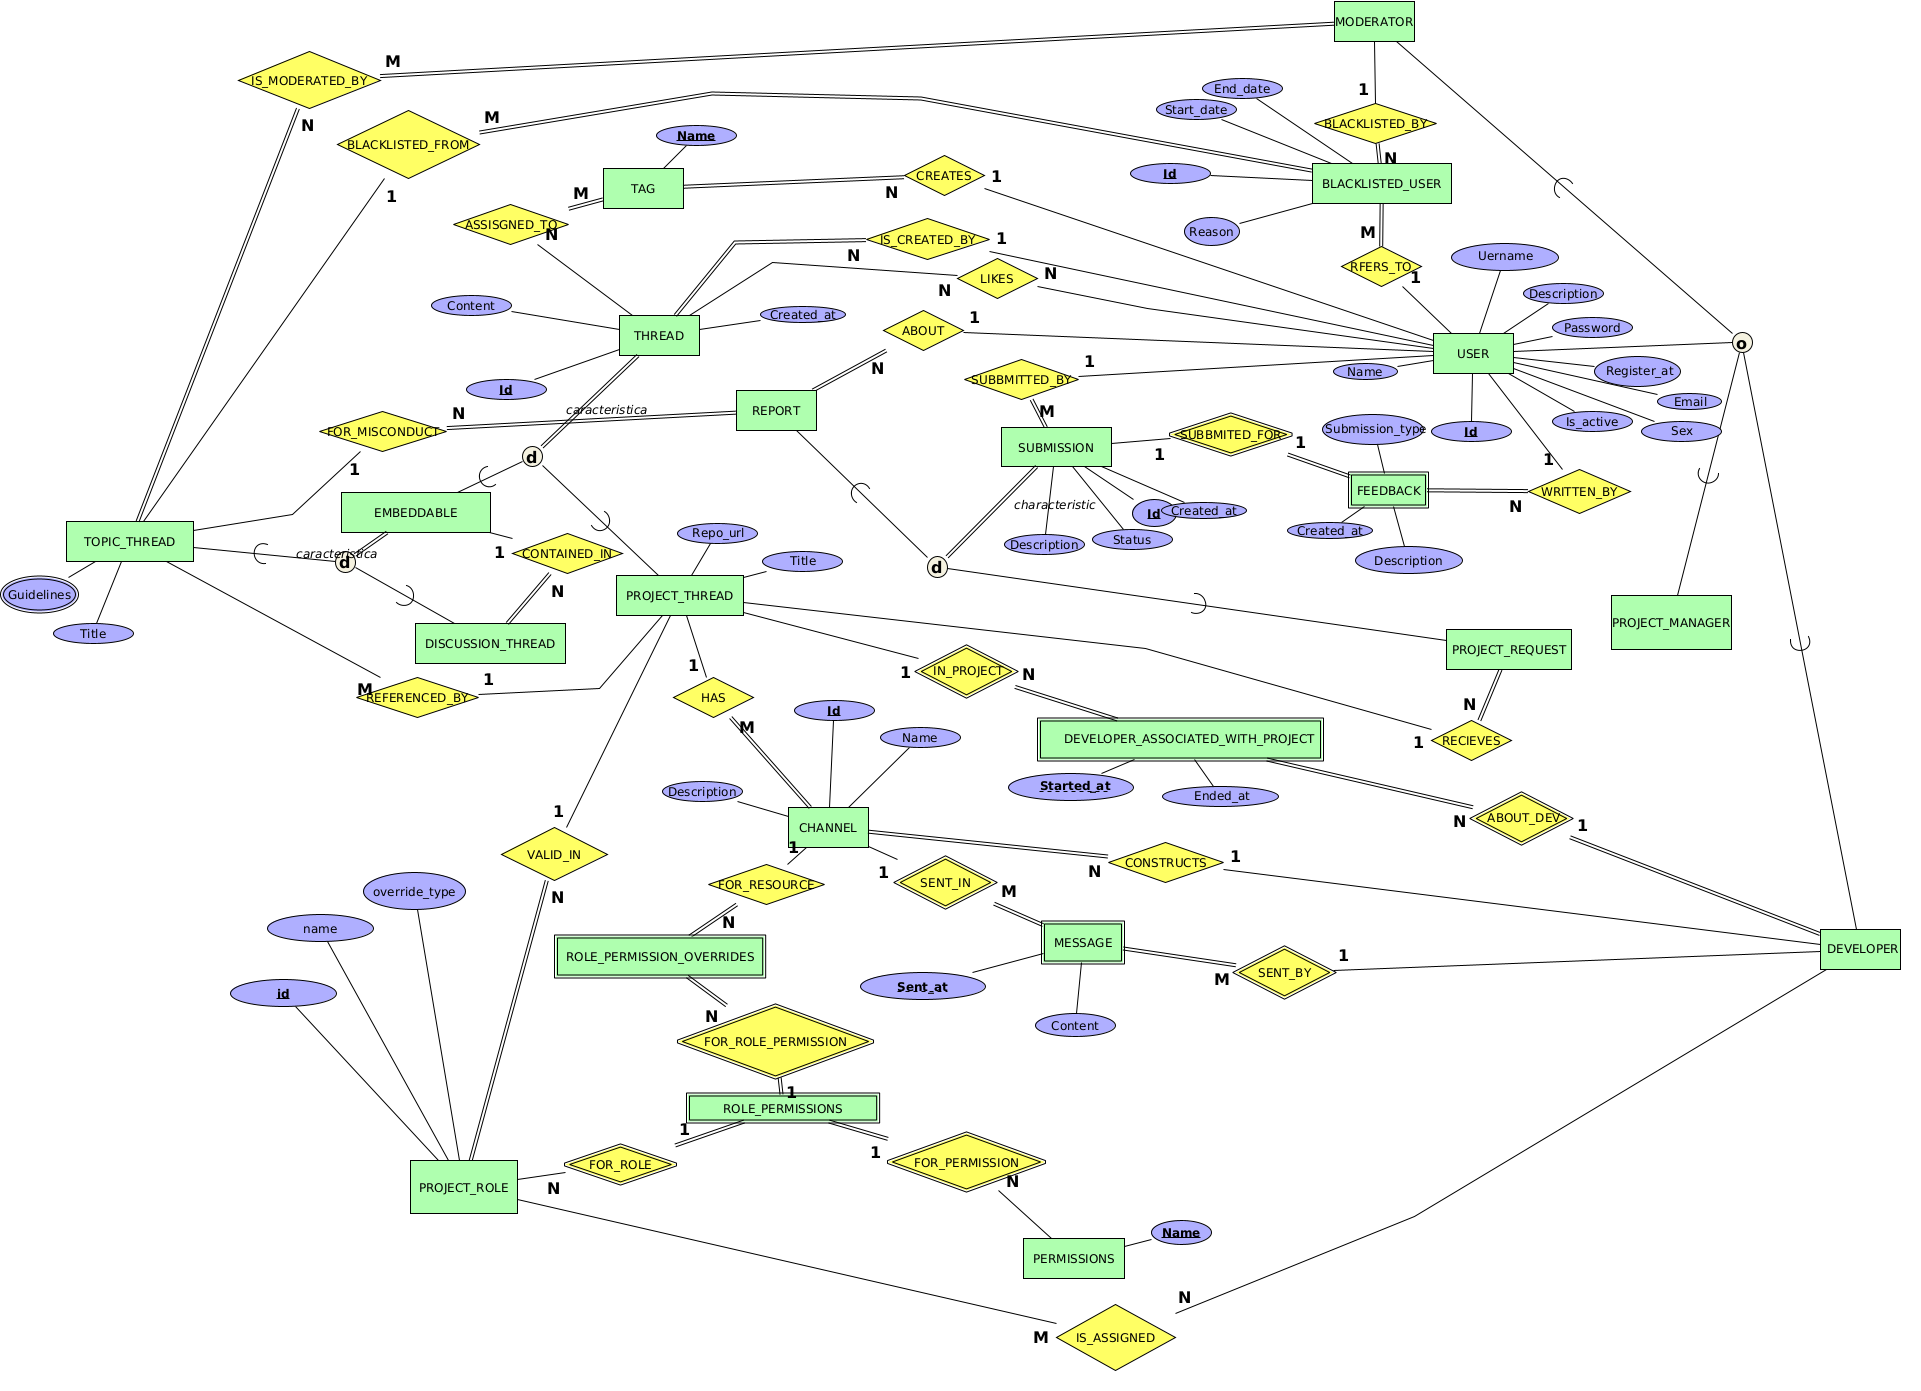 MODERATOR
M
IS_MODERATED_BY
N
End_date
1
Start_date
M
BLACKLISTED_BY
BLACKLISTED_FROM
Name
N
Id
CREATES
1
BLACKLISTED_USER
TAG
M
N
1
ASSISGNED_TO
N
Reason
M
IS_CREATED_BY
1
N
Uername
RFERS_TO
1
LIKES
N
N
Description
Content
Created_at
1
Password
ABOUT
THREAD
o
USER
1
N
Name
Register_at
SUBBMITTED_BY
Id
Email
caracteristica
REPORT
M
N
Is_active
FOR_MISCONDUCT
Submission_type
Id
Sex
SUBBMITED_FOR
1
SUBMISSION
1
d
1
1
FEEDBACK
WRITTEN_BY
characteristic
N
EMBEDDABLE
Id
Created_at
Created_at
Repo_url
TOPIC_THREAD
Status
Description
caracteristica
1
CONTAINED_IN
Title
Description
d
d
N
Guidelines
PROJECT_THREAD
PROJECT_MANAGER
Title
DISCUSSION_THREAD
PROJECT_REQUEST
1
1
IN_PROJECT
N
1
M
REFERENCED_BY
HAS
N
Id
M
Name
DEVELOPER_ASSOCIATED_WITH_PROJECT
1
RECIEVES
Started_at
Description
Ended_at
1
ABOUT_DEV
N
1
CHANNEL
1
VALID_IN
1
CONSTRUCTS
N
1
FOR_RESOURCE
SENT_IN
override_type
N
M
N
name
MESSAGE
DEVELOPER
ROLE_PERMISSION_OVERRIDES
1
SENT_BY
M
id
Sent_at
N
Content
FOR_ROLE_PERMISSION
1
ROLE_PERMISSIONS
1
1
FOR_ROLE
FOR_PERMISSION
N
N
PROJECT_ROLE
Name
PERMISSIONS
N
M
IS_ASSIGNED